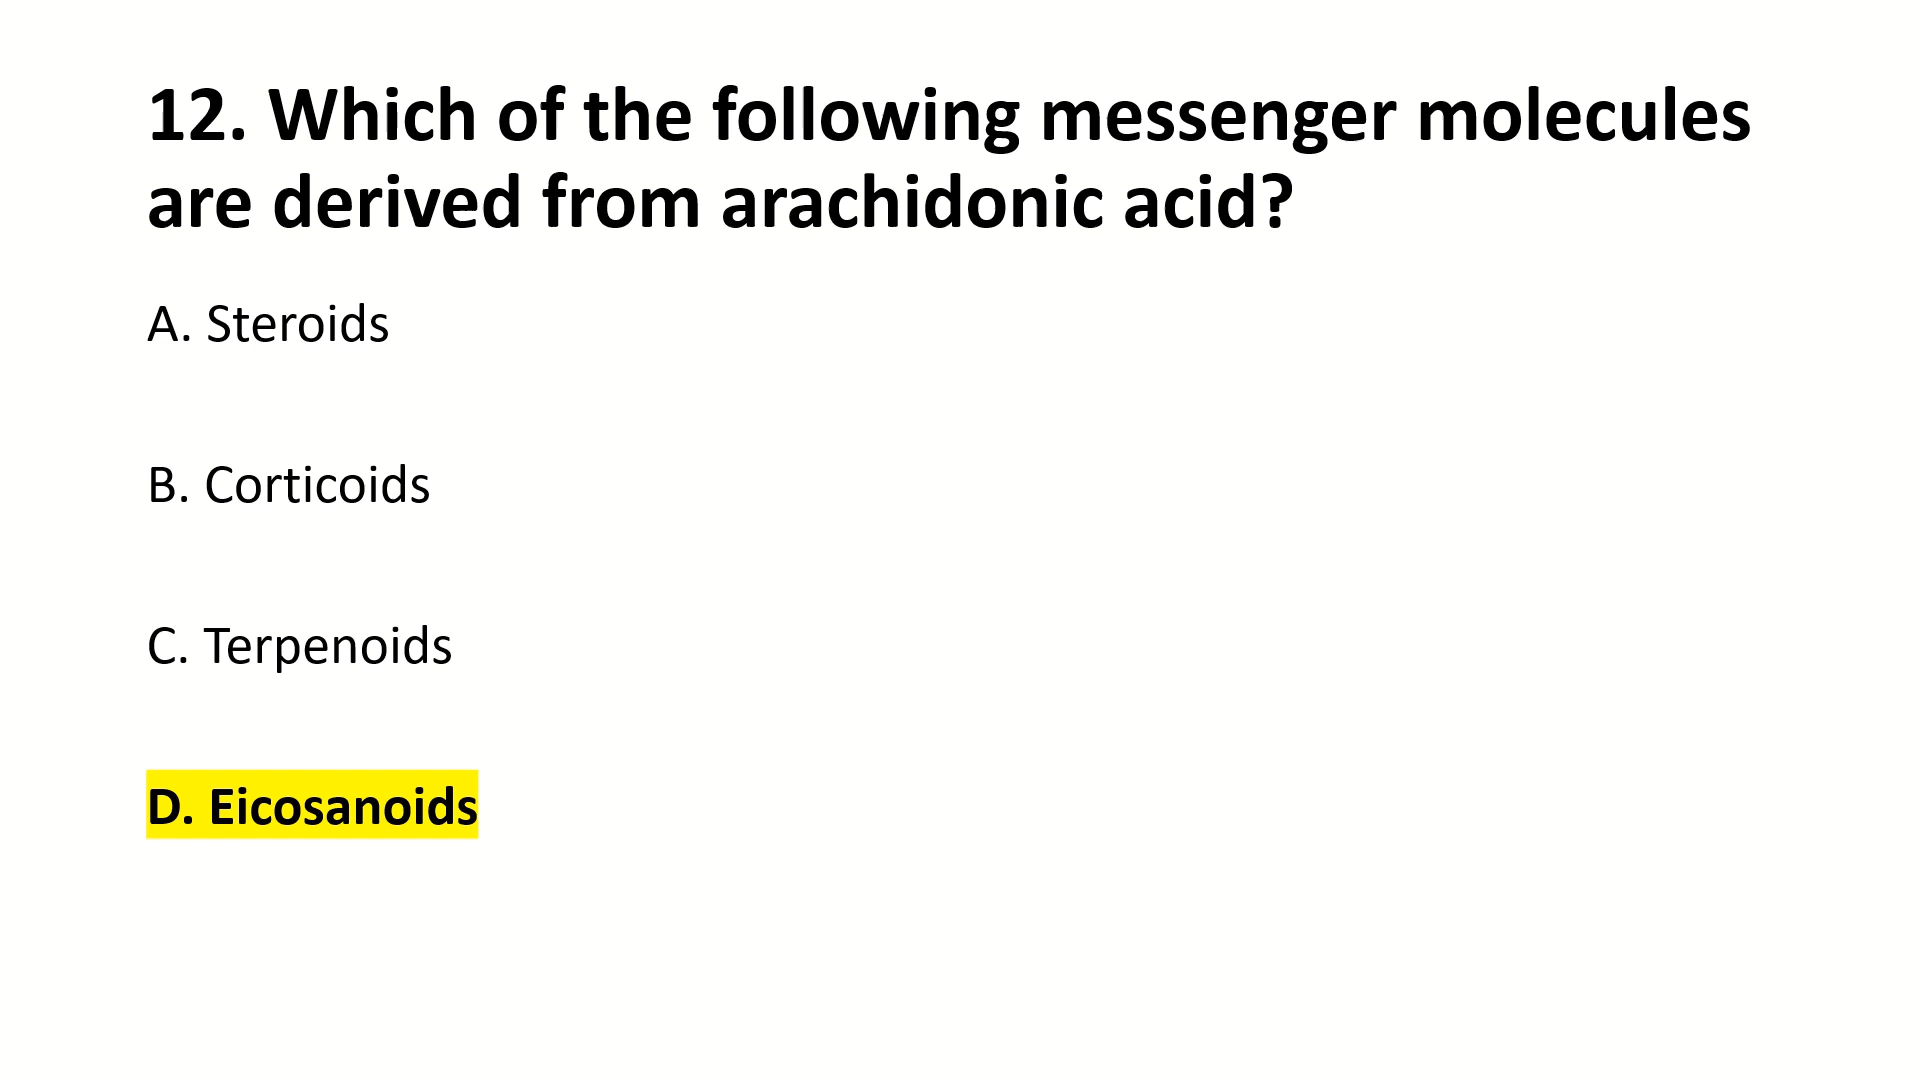 12. Which of the following messenger molecules
are derived from arachidonic acid?
A. Steroids
B. Corticoids
C. Terpenoids
D. Eicosanoids